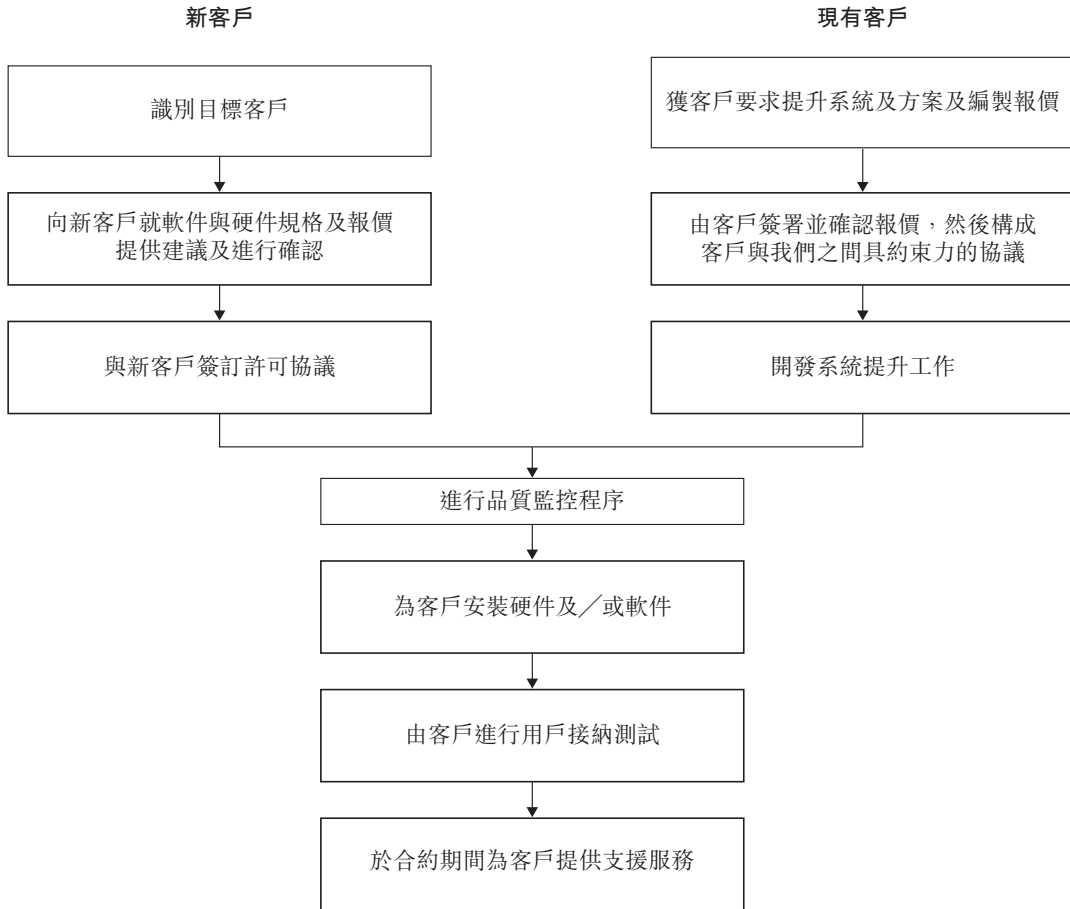 新客戶
現有客戶
識別目標客戶
獲客戶要求提升系統及方案及編製報價
向新客戶就軟件與硬件規格及報價
提供建議及進行確認
由客戶簽署並確認報價，然後構成
客戶與我們之間具約束力的協議
與新客戶簽訂許可協議
開發系統提升工作
進行品質監控程序
為客戶安裝硬件及╱或軟件
由客戶進行用戶接納測試
於合約期間為客戶提供支援服務